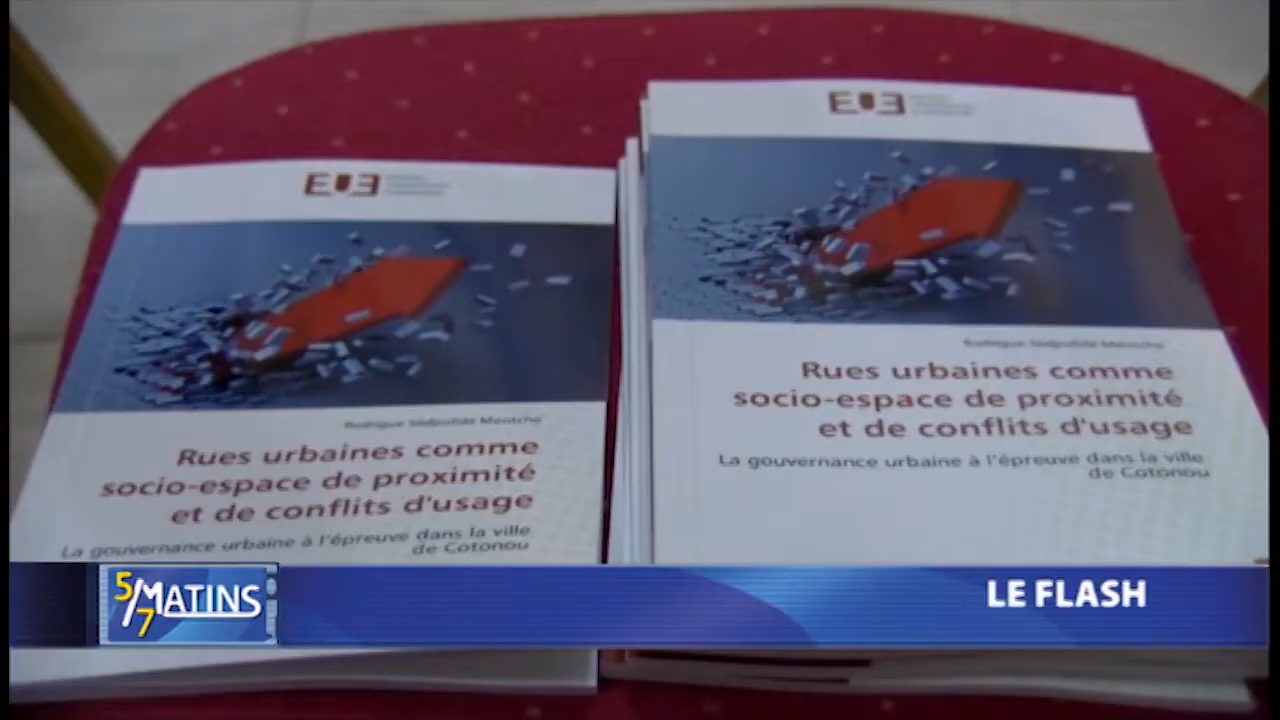 EUE
Rues urbaines comme
socio-espace de proximité
et de conflits d'usage
La gouvernance urbaine à l'épreuve dans la ville
de Cotonou
EUE
Rues urbaines comme
socio-espace de proximité
et de conflits d'usage
La gouvernance urbaine à l'épreuve dans la ville
de Cotonou
5/7 MATINS
LE FLASH